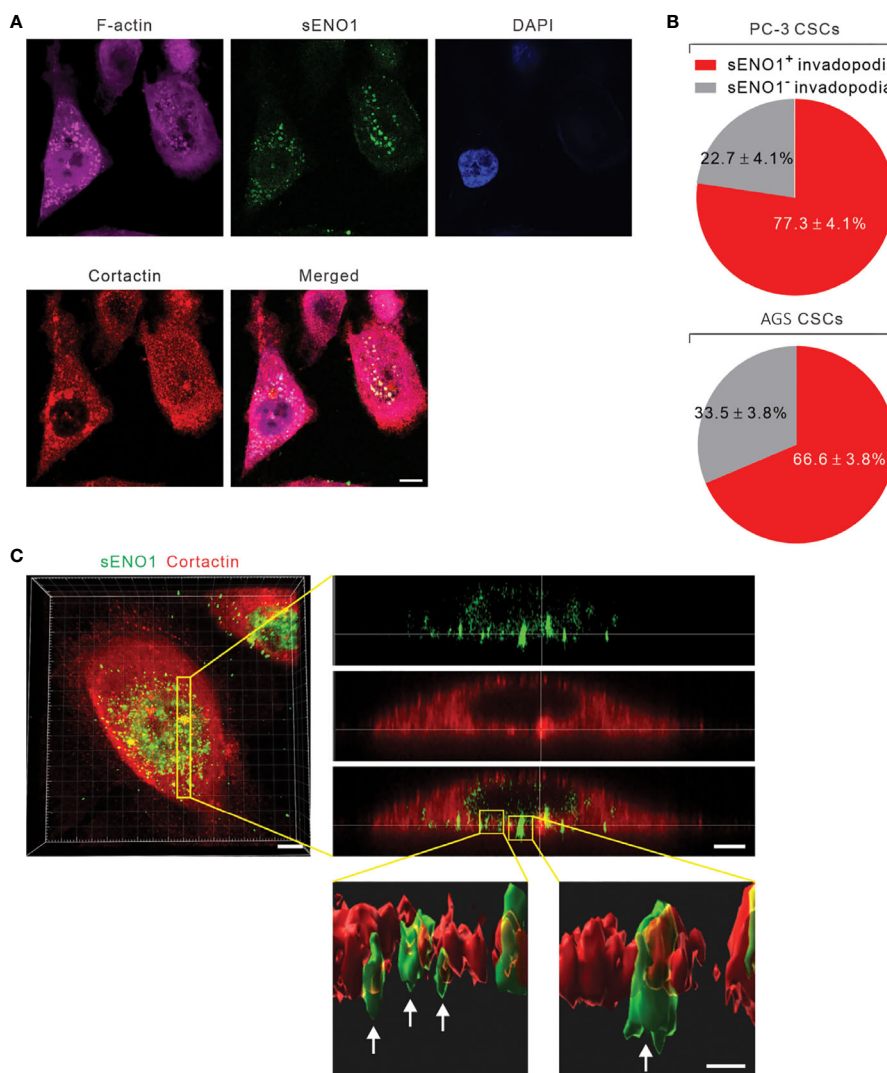 A
F-actin
sENO1
DAPI
Cortactin
Merged
B
PC-3 CSCs
sENO1⁺ invadopodi
sENO1⁻ invadopodia
22.7 ± 4.1%
77.3 ± 4.1%
AGS CSCs
33.5 ± 3.8%
66.6 ± 3.8%
C
sENO1 Cortactin